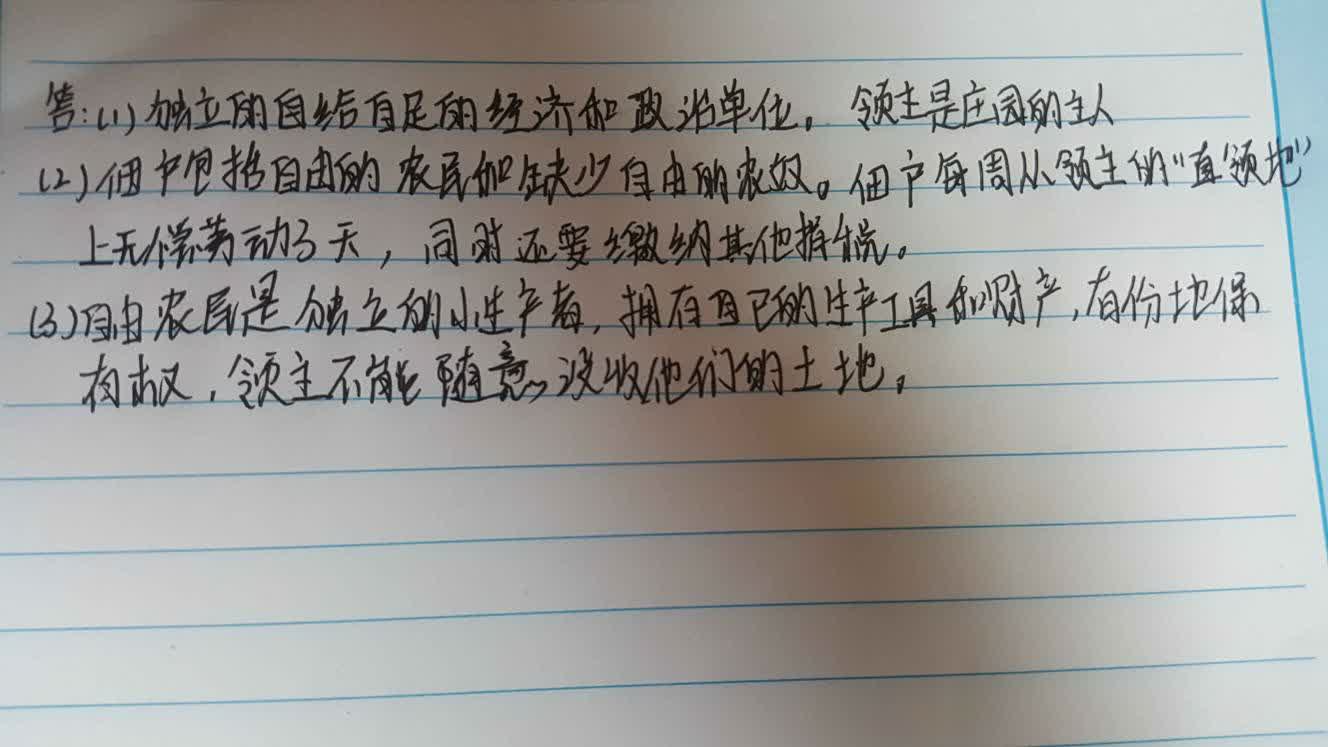 答:(1)独立的自给自足的经济和政治单位。领主是庄园的主人
(2)佃户包括自由的农民和缺少自由的农奴。佃户每周从领主的“直领地”
上无偿劳动3天,同时还要缴纳其他捐税。
(3)自由农民是独立的小生产者,拥有自己的生产工具和财产,有份地保
有权,领主不能随意没收他们的土地。